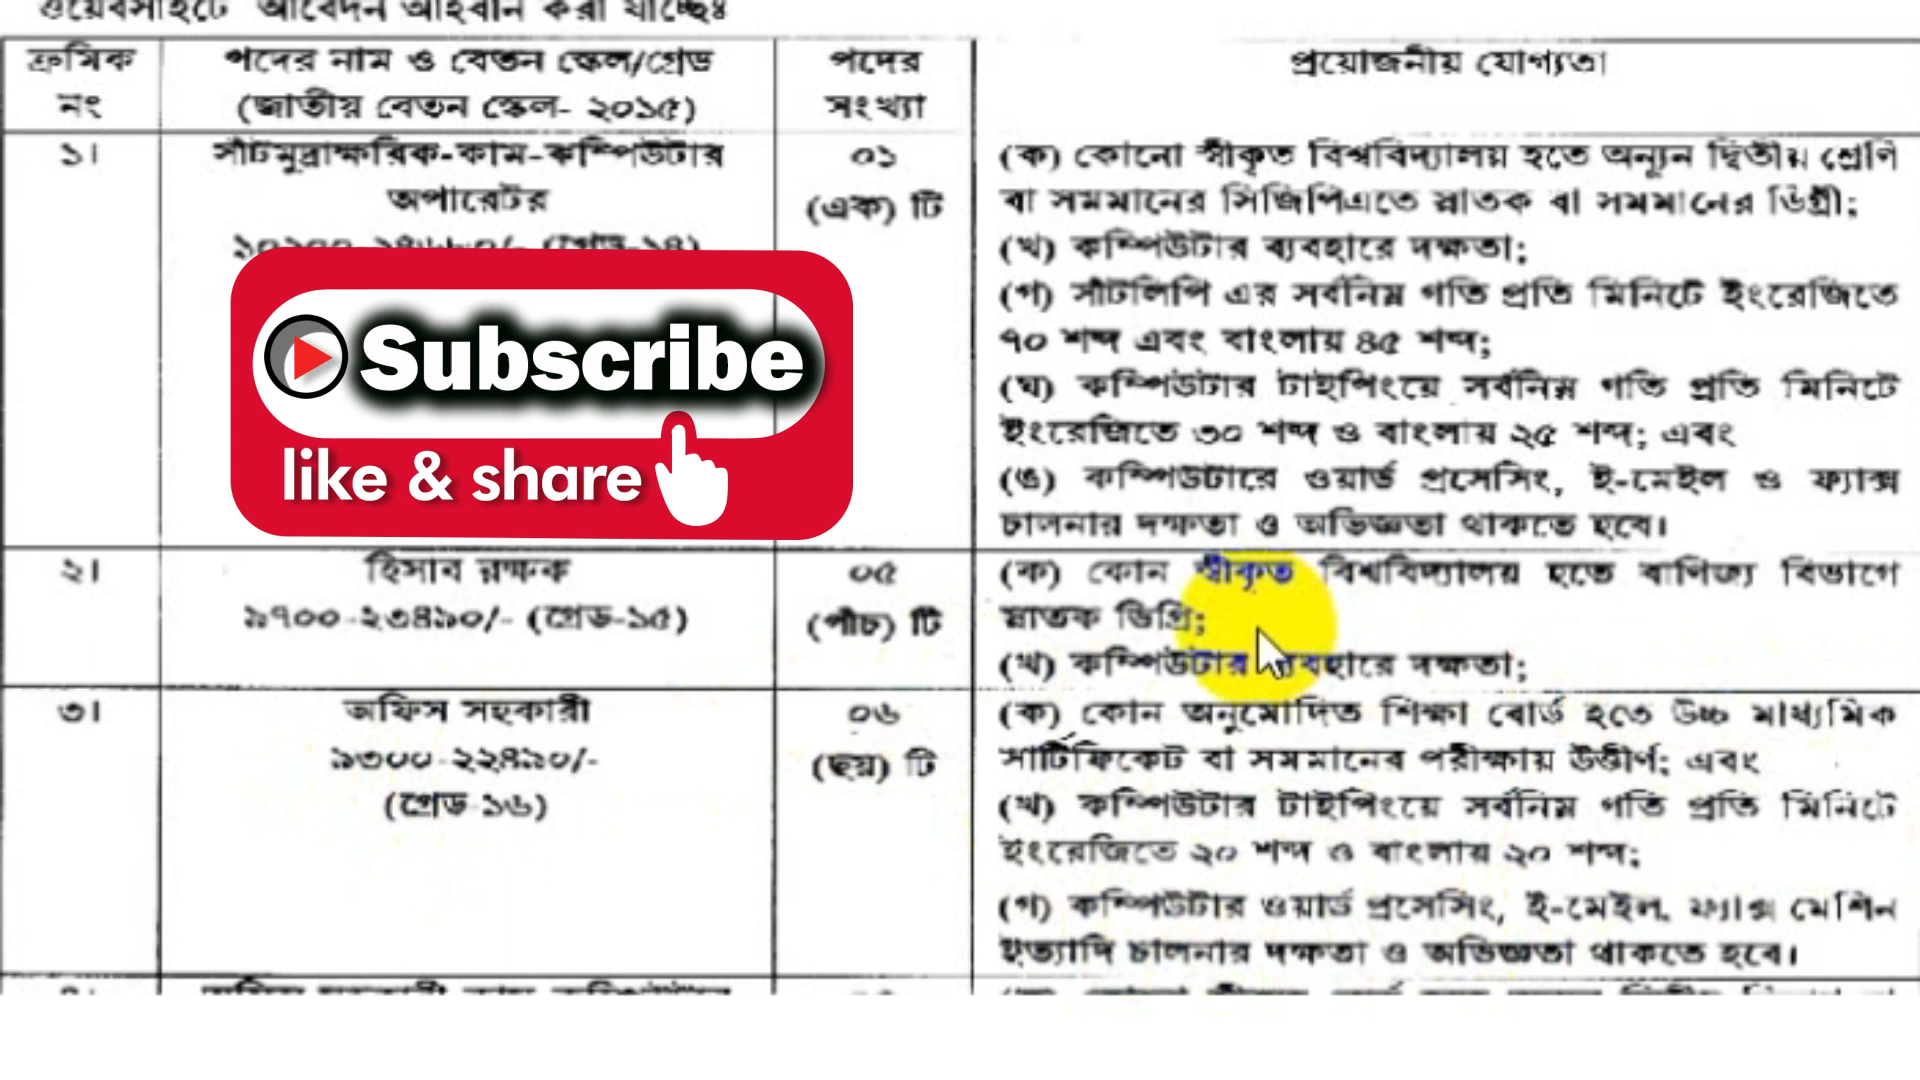 ওয়েবসাইটে আবেদন আহবান করা যাচ্ছেঃ
ক্রমিক নং
পদের নাম ও বেতন স্কেল/গ্রেড
(জাতীয় বেতন স্কেল- ২০১৫)
পদের সংখ্যা
প্রয়োজনীয় যোগ্যতা
১।
সাঁটমুদ্রাক্ষরিক-কাম-কম্পিউটার
অপারেটর
(গ্রেড-১৪)
০১
(এক) টি
(ক) কোনো স্বীকৃত বিশ্ববিদ্যালয় হতে অন্যূন দ্বিতীয় শ্রেণি
বা সমমানের সিজিপিএতে স্নাতক বা সমমানের ডিগ্রী;
(খ) কম্পিউটার ব্যবহারে দক্ষতা;
(গ) সাঁটলিপি এর সর্বনিম্ন গতি প্রতি মিনিটে ইংরেজিতে
৭০ শব্দ এবং বাংলায় ৪৫ শব্দ;
(ঘ) কম্পিউটার টাইপিংয়ে সর্বনিম্ন গতি প্রতি মিনিটে
ইংরেজিতে ৩০ শব্দ ও বাংলায় ২৫ শব্দ; এবং
(ঙ) কম্পিউটারে ওয়ার্ড প্রসেসিং, ই-মেইল ও ফ্যাক্স
চালনার দক্ষতা ও অভিজ্ঞতা থাকতে হবে।
Subscribe
like & share
২।
হিসাব রক্ষক
৯৭০০-২৩৪৯০/- (গ্রেড-১৫)
০৫
(পাঁচ) টি
(ক) কোন স্বীকৃত বিশ্ববিদ্যালয় হতে বাণিজ্য বিভাগে
স্নাতক ডিগ্রি;
(খ) কম্পিউটার ব্যবহারে দক্ষতা;
৩।
অফিস সহকারী
৯৩০০-২২৪৯০/-
(গ্রেড-১৬)
০৬
(ছয়) টি
(ক) কোন অনুমোদিত শিক্ষা বোর্ড হতে উচ্চ মাধ্যমিক
সার্টিফিকেট বা সমমানের পরীক্ষায় উত্তীর্ণ; এবং
(খ) কম্পিউটার টাইপিংয়ে সর্বনিম্ন গতি প্রতি মিনিটে
ইংরেজিতে ২০ শব্দ ও বাংলায় ২০ শব্দ;
(গ) কম্পিউটার ওয়ার্ড প্রসেসিং, ই-মেইল, ফ্যাক্স মেশিন
ইত্যাদি চালনার দক্ষতা ও অভিজ্ঞতা থাকতে হবে।